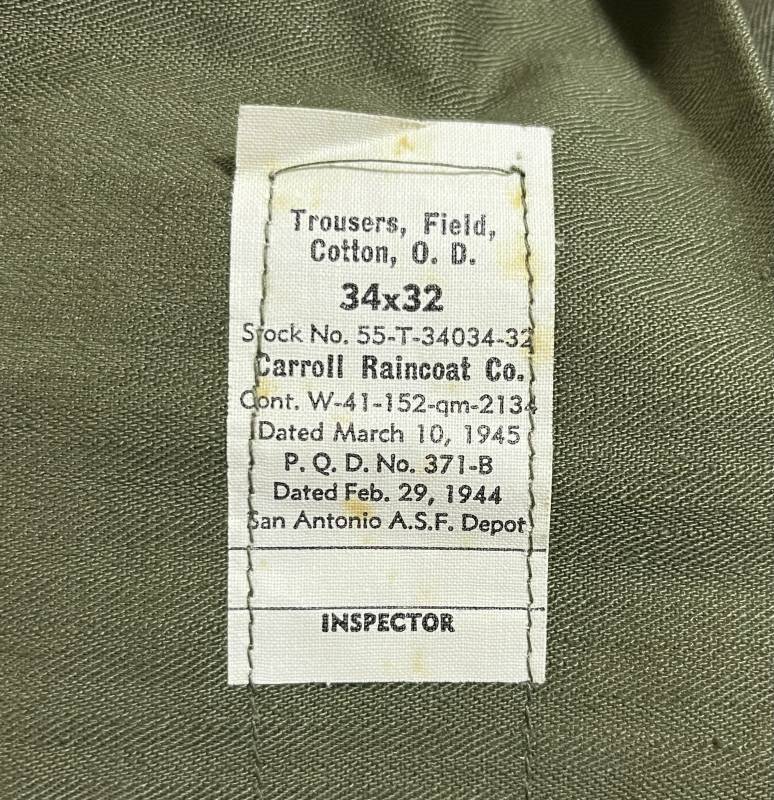 Trousers, Field,
Cotton, O. D.
34x32
Stock No. 55-T-34034-32
Carroll Raincoat Co.
Cont. W-41-152-qm-2134
Dated March 10, 1945
P. Q. D. No. 371-B
Dated Feb. 29, 1944
San Antonio A.S.F. Depot
INSPECTOR